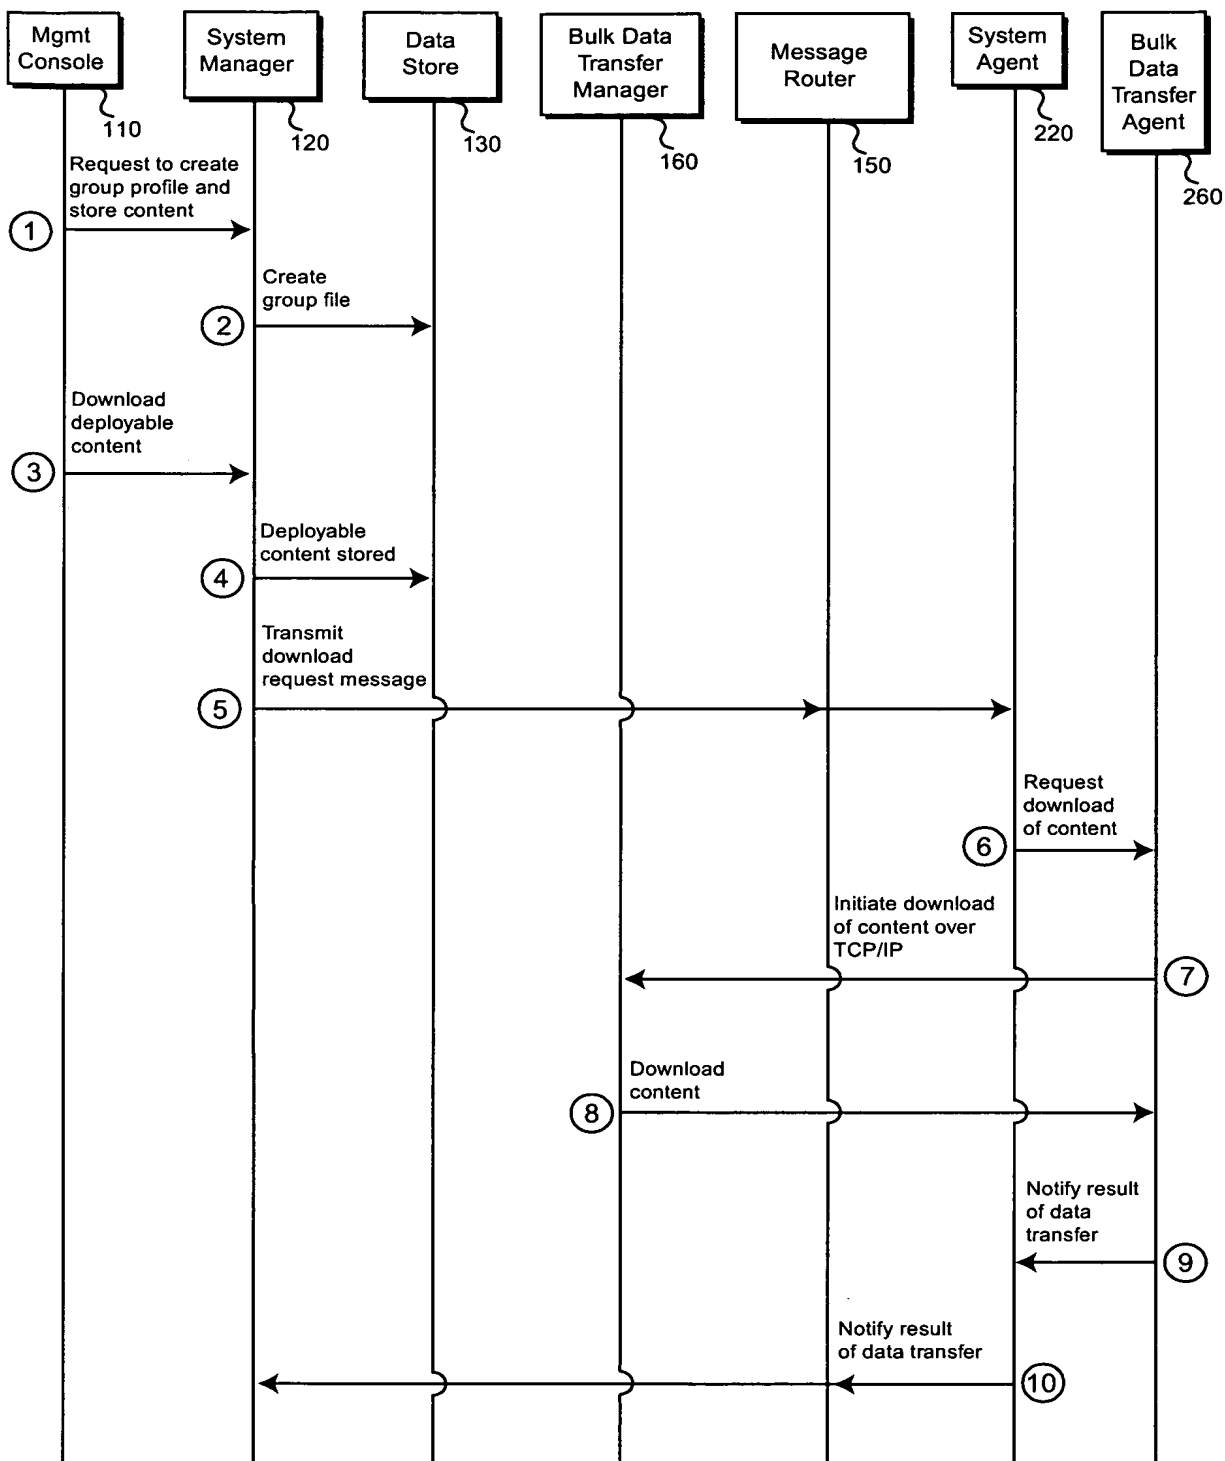 Mgmt
Console
System
Manager
Data
Store
Bulk Data
Transfer
Manager
Message
Router
System
Agent
Bulk
Data
Transfer
Agent
110
120
130
160
150
220
260
Request to create
group profile and
store content
1
Create
group file
2
Download
deployable
content
3
Deployable
content stored
4
Transmit
download
request message
5
Request
download
of content
6
Initiate download
of content over
TCP/IP
7
Download
content
8
Notify result
of data
transfer
9
Notify result
of data transfer
10